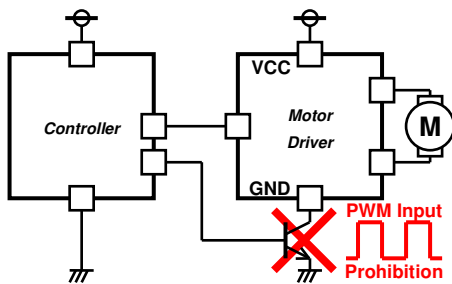 VCC
Controller
Motor
Driver
M
GND
PWM Input
Prohibition